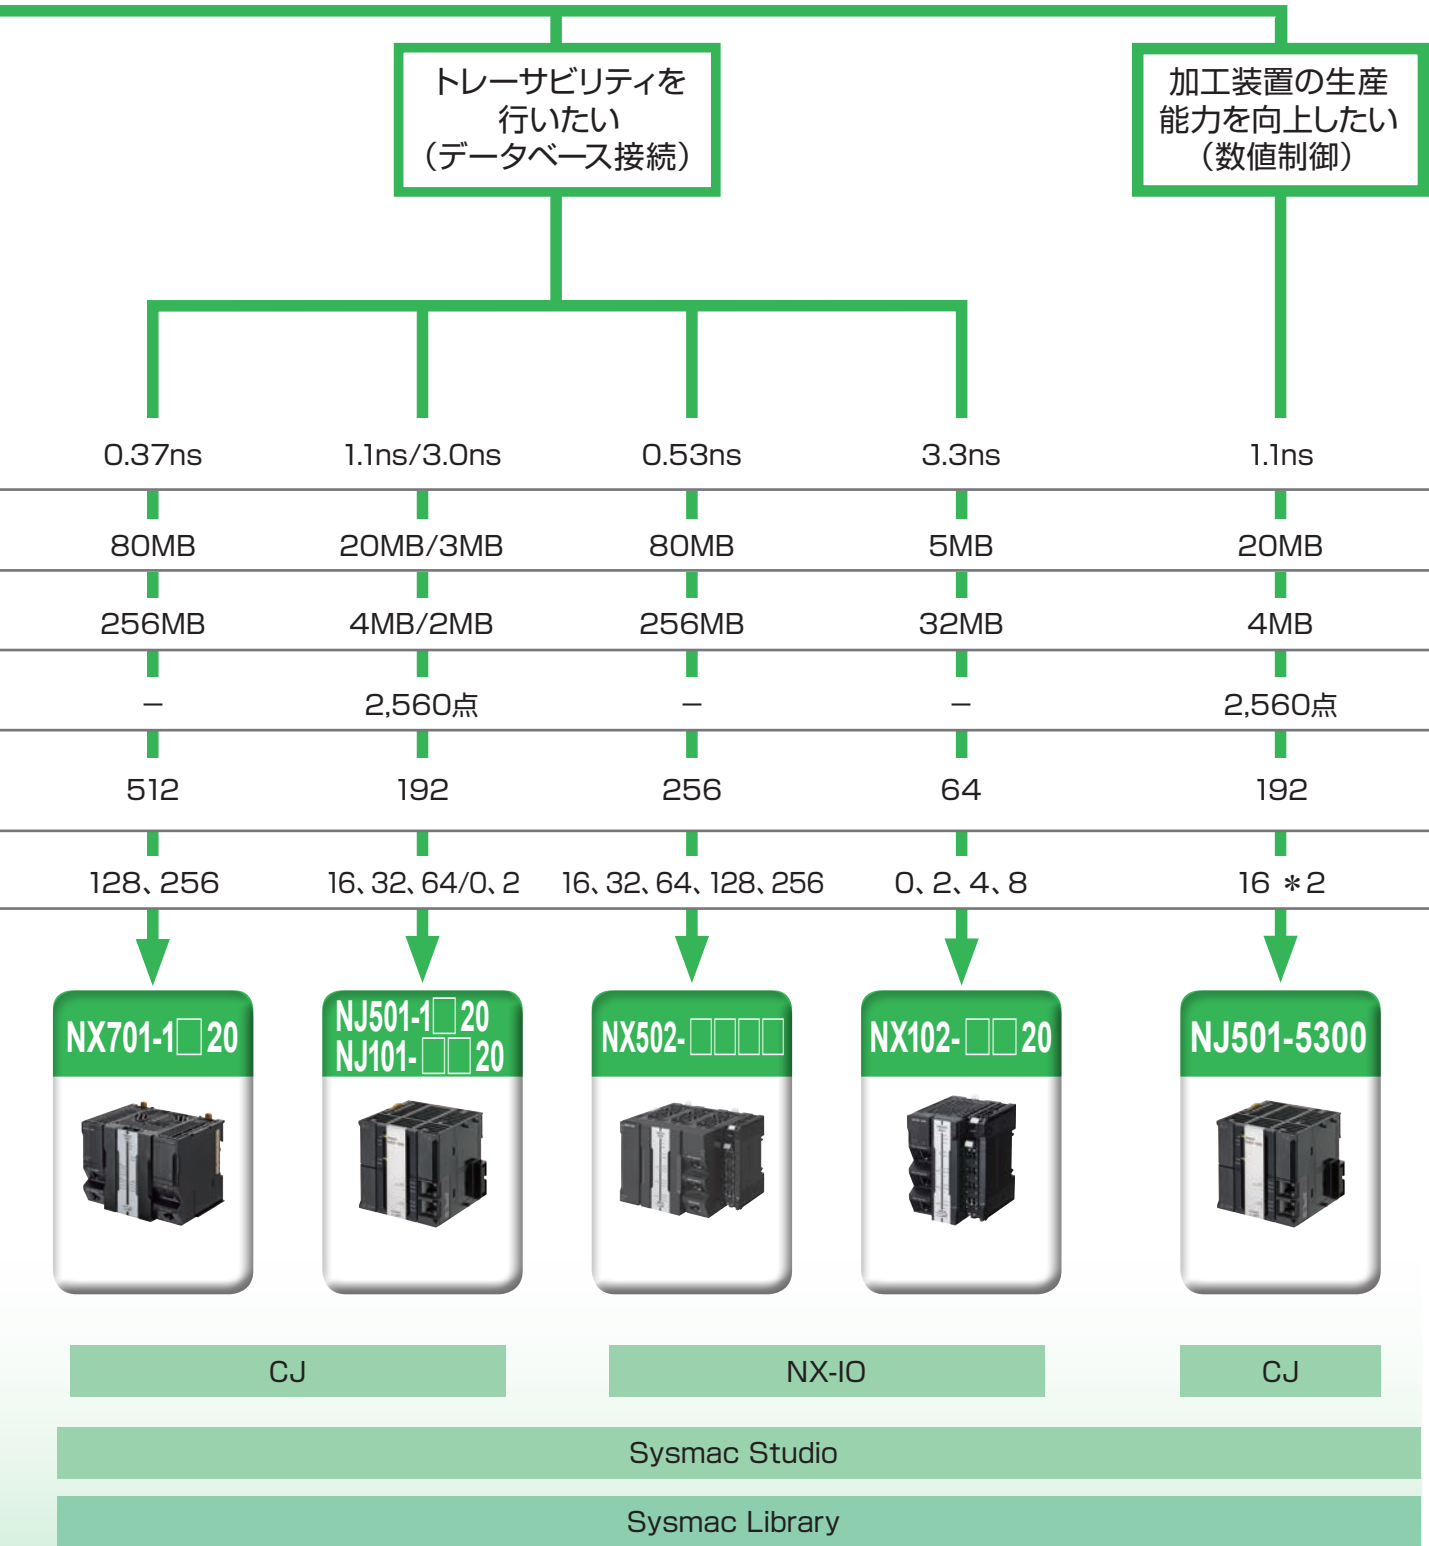 トレーサビリティを
行いたい
（データベース接続）
加工装置の生産
能力を向上したい
（数値制御）
0.37ns 1.1ns/3.0ns 0.53ns 3.3ns 1.1ns
80MB 20MB/3MB 80MB 5MB 20MB
256MB 4MB/2MB 256MB 32MB 4MB
− 2,560点 − − 2,560点
512 192 256 64 192
128、256 16、32、64/0、2 16、32、64、128、256 0、2、4、8 16 ＊2
NX701-1□20
NJ501-1□20
NJ101-□□20
NX502-□□□□
NX102-□□20
NJ501-5300
CJ NX-IO CJ
Sysmac Studio
Sysmac Library